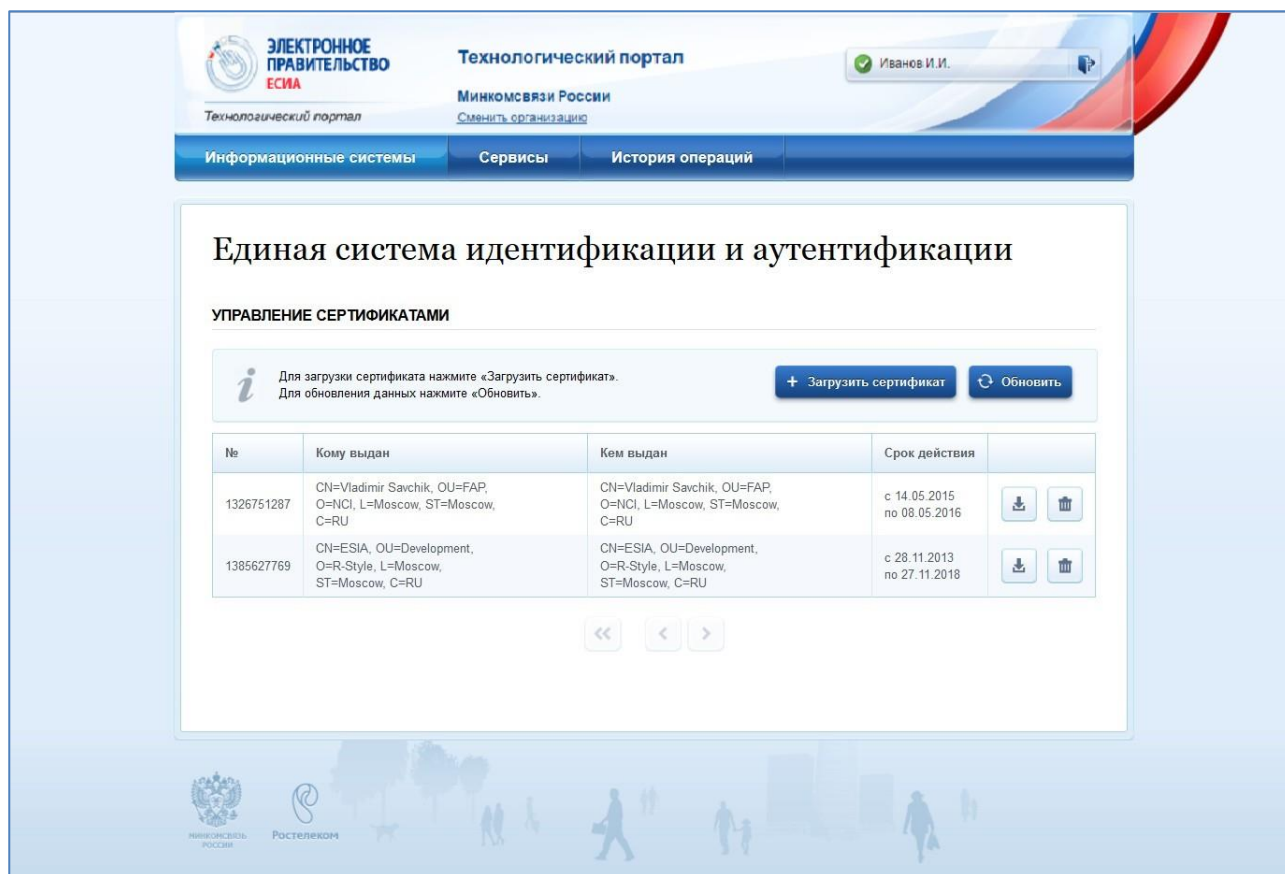 ЭЛЕКТРОННОЕ
ПРАВИТЕЛЬСТВО
ЕСИА
Технологический портал
Технологический портал
Минкомсвязи России
Сменить организацию
Иванов И.И.
Информационные системы
Сервисы
История операций
Единая система идентификации и аутентификации
УПРАВЛЕНИЕ СЕРТИФИКАТАМИ
Для загрузки сертификата нажмите «Загрузить сертификат».
Для обновления данных нажмите «Обновить».
Загрузить сертификат
Обновить
№
Кому выдан
Кем выдан
Срок действия
1326751287
CN=Vladimir Savchik, OU=FAP,
O=NCI, L=Moscow, ST=Moscow,
C=RU
CN=Vladimir Savchik, OU=FAP,
O=NCI, L=Moscow, ST=Moscow,
C=RU
с 14.05.2015
по 08.05.2016
1385627769
CN=ESIA, OU=Development,
O=R-Style, L=Moscow,
ST=Moscow, C=RU
CN=ESIA, OU=Development,
O=R-Style, L=Moscow,
ST=Moscow, C=RU
с 28.11.2013
по 27.11.2018
МИНКОМСВЯЗЬ
РОССИИ
Ростелеком